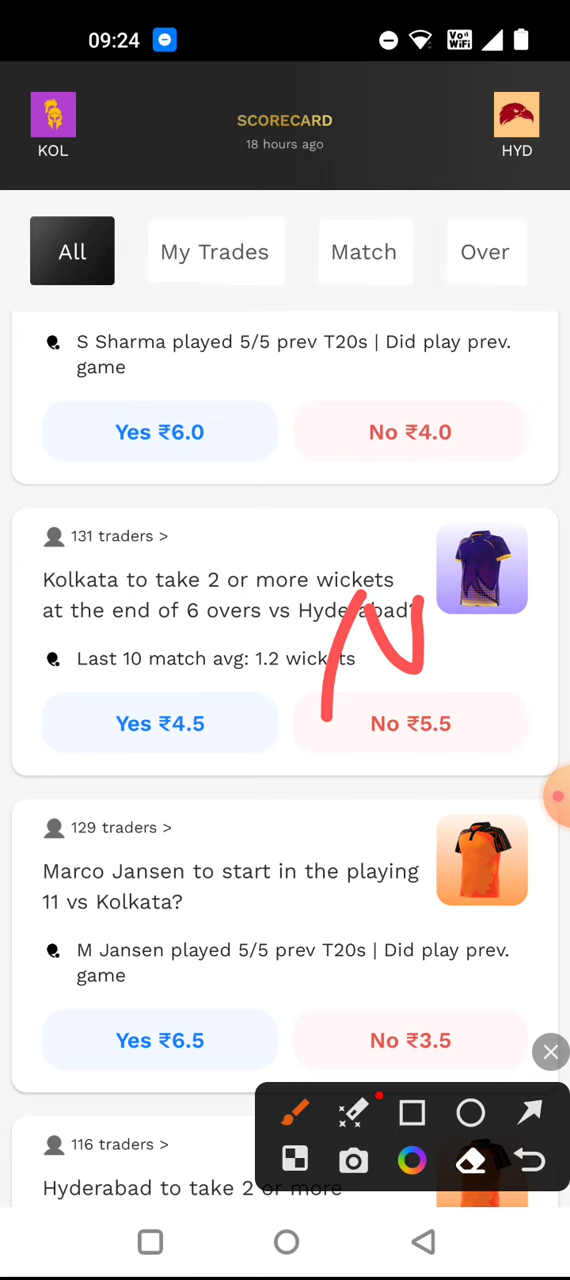 09:24
Vo))
WiFi
SCORECARD
18 hours ago
KOL
HYD
All
My Trades
Match
Over
S Sharma played 5/5 prev T20s | Did play prev.
game
Yes ₹6.0
No ₹4.0
131 traders >
Kolkata to take 2 or more wickets
at the end of 6 overs vs Hyderabad?
Last 10 match avg: 1.2 wickets
N
Yes ₹4.5
No ₹5.5
129 traders >
Marco Jansen to start in the playing
11 vs Kolkata?
M Jansen played 5/5 prev T20s | Did play prev.
game
Yes ₹6.5
No ₹3.5
116 traders >
Hyderabad to take 2 or more